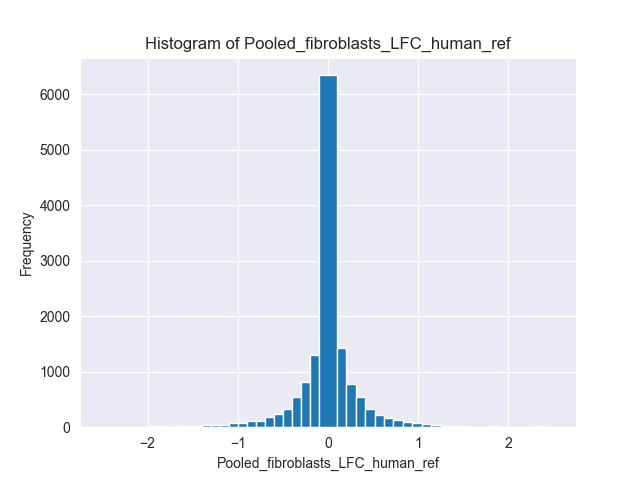 Histogram of Pooled_fibroblasts_LFC_human_ref
6000
5000
4000
3000
2000
1000
0
Frequency
−2 −1 0 1 2
Pooled_fibroblasts_LFC_human_ref